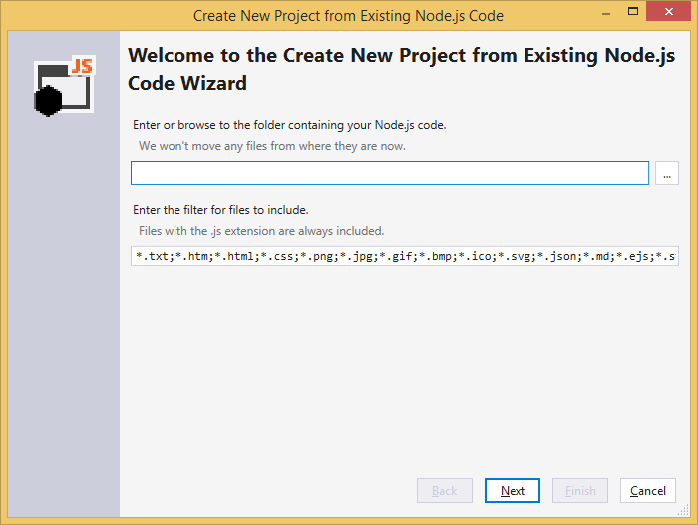 Create New Project from Existing Node.js Code
JS
Welcome to the Create New Project from Existing Node.js
Code Wizard
Enter or browse to the folder containing your Node.js code.
We won't move any files from where they are now.
...
Enter the filter for files to include.
Files with the .js extension are always included.
*.txt;*.htm;*.html;*.css;*.png;*.jpg;*.gif;*.bmp;*.ico;*.svg;*.json;*.md;*.ejs;*.s
Back Next Finish Cancel